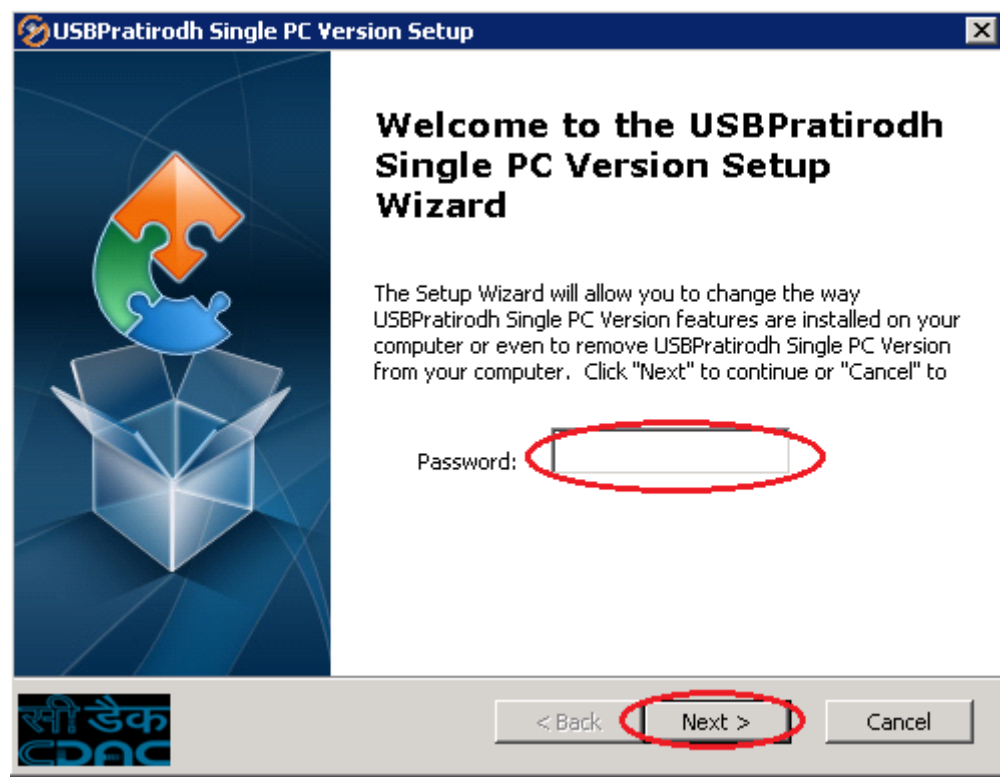 USBPratirodh Single PC Version Setup
Welcome to the USBPratirodh
Single PC Version Setup
Wizard
The Setup Wizard will allow you to change the way
USBPratirodh Single PC Version features are installed on your
computer or even to remove USBPratirodh Single PC Version
from your computer. Click "Next" to continue or "Cancel" to
Password:
सी डैक
CDAC
< Back Next > Cancel